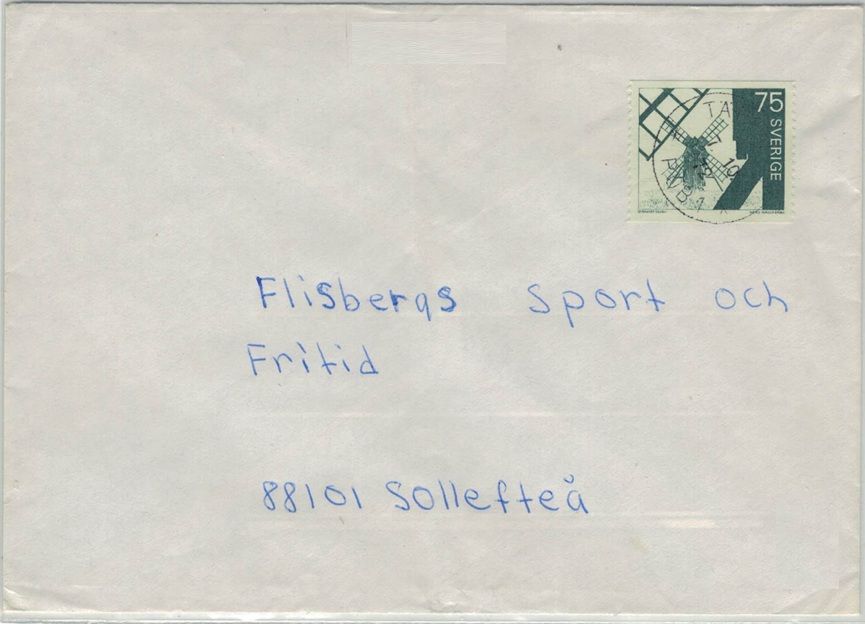 75
SVERIGE
Flisbergs Sport och
Fritid
88101 Sollefteå